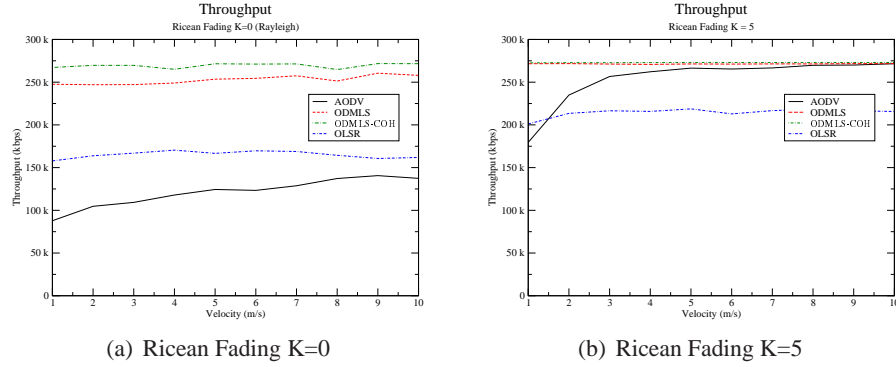 Throughput
Ricean Fading K=0 (Rayleigh)
300 k
250 k
200 k
150 k
100 k
50 k
0
Throughput (kbps)
AODV
ODMLS
ODMLS-COH
OLSR
1 2 3 4 5 6 7 8 9 10
Velocity (m/s)
(a) Ricean Fading K=0
Throughput
Ricean Fading K = 5
300 k
250 k
200 k
150 k
100 k
50 k
0
Throughput (kbps)
AODV
ODMLS
ODMLS-COH
OLSR
1 2 3 4 5 6 7 8 9 10
Velocity (m/s)
(b) Ricean Fading K=5